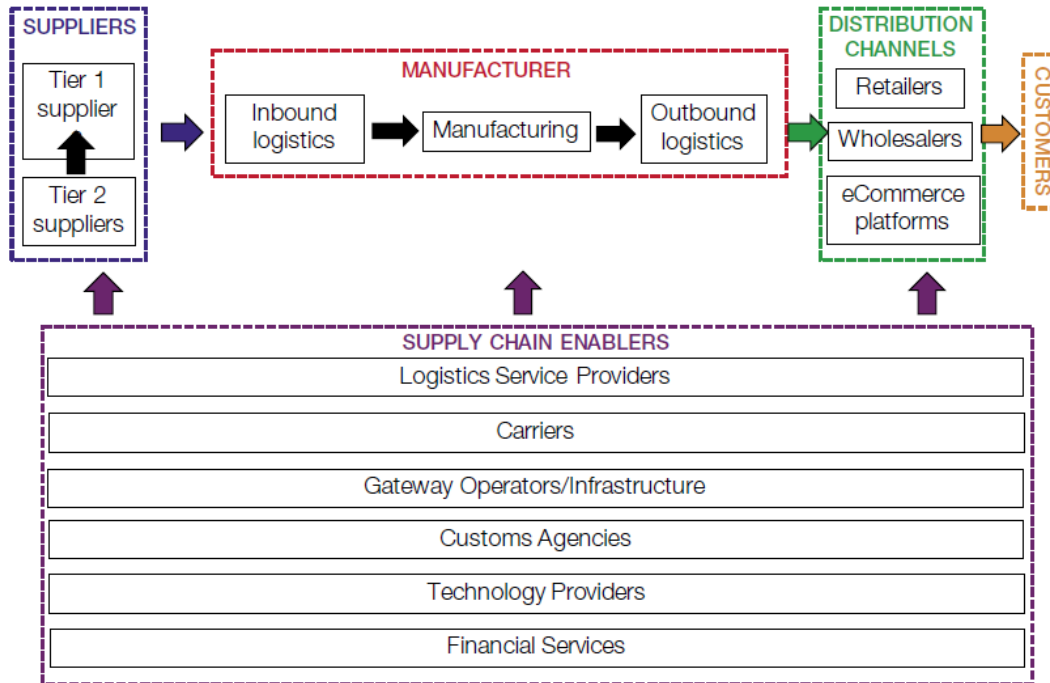 SUPPLIERS
Tier 1
supplier
Tier 2
suppliers
MANUFACTURER
Inbound
logistics
Manufacturing
Outbound
logistics
DISTRIBUTION
CHANNELS
Retailers
Wholesalers
eCommerce
platforms
CUSTOMERS
SUPPLY CHAIN ENABLERS
Logistics Service Providers
Carriers
Gateway Operators/Infrastructure
Customs Agencies
Technology Providers
Financial Services